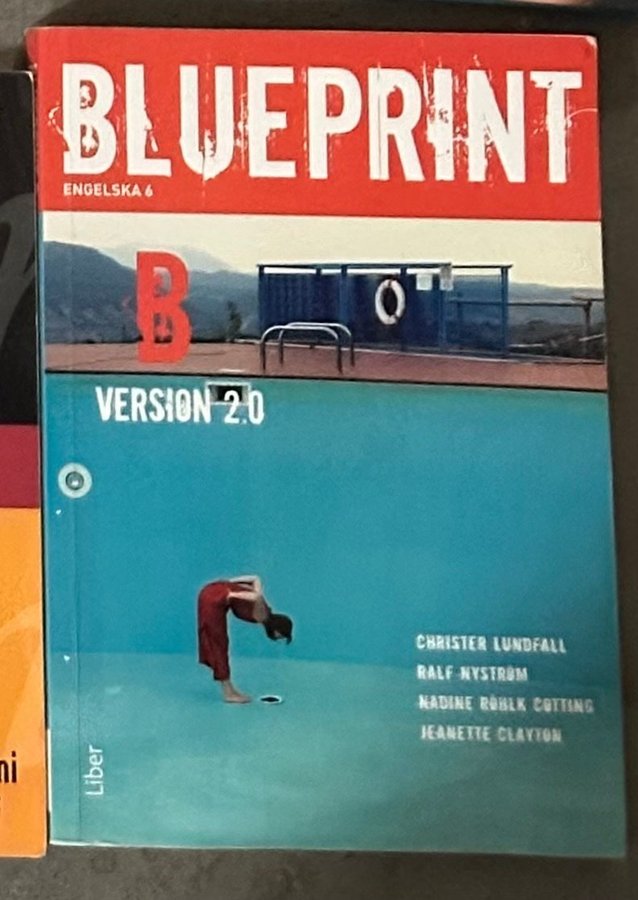 BLUEPRINT
ENGELSKA 6
B
VERSION 2.0
CHRISTER LUNDFALL
RALF NYSTRÖM
NADINE RÖHLK COTTING
JEANETTE CLAYTON
Liber